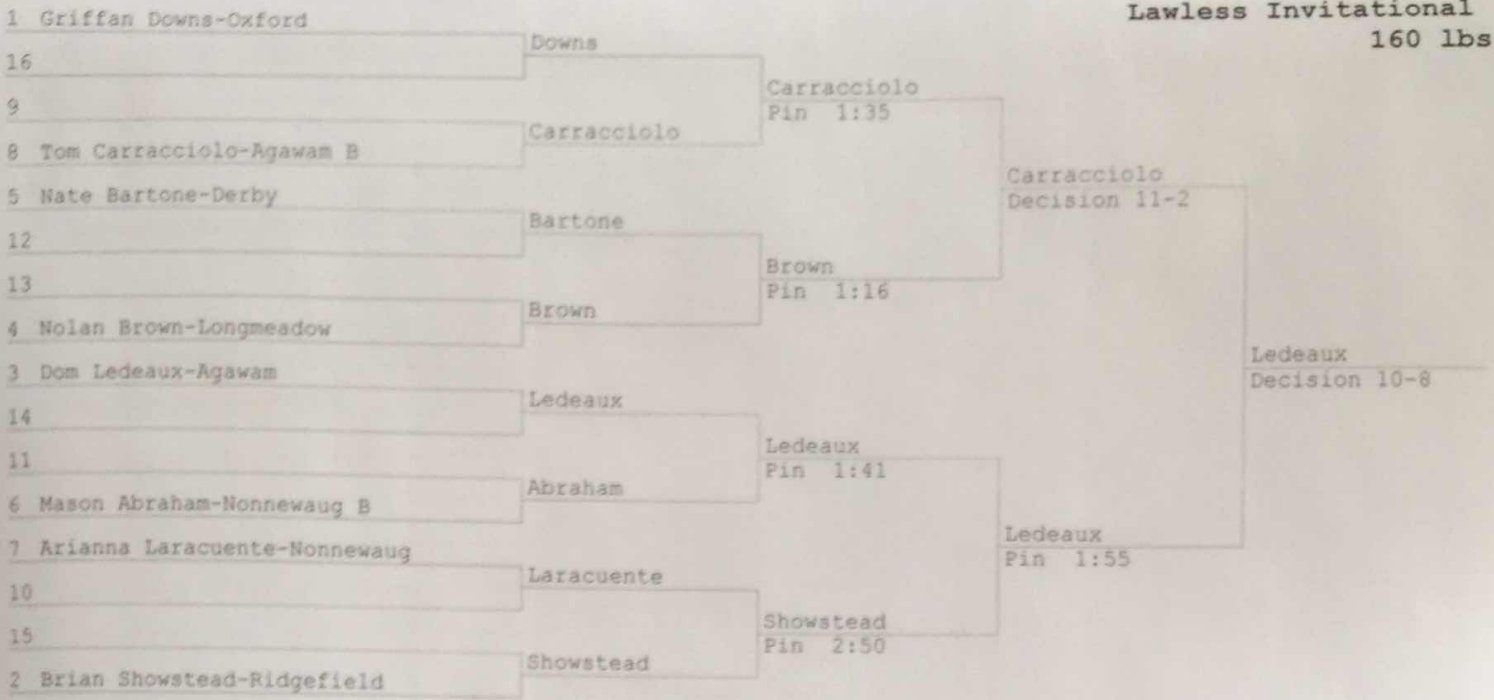 Lawless Invitational
160 lbs
1 Griffan Downs-Oxford
16
9
8 Tom Carracciolo-Agawam B
5 Nate Bartone-Derby
12
13
4 Nolan Brown-Longmeadow
3 Dom Ledeaux-Agawam
14
11
6 Mason Abraham-Nonnewaug B
7 Arianna Laracuente-Nonnewaug
10
15
2 Brian Showstead-Ridgefield
Downs
Carracciolo
Bartone
Brown
Ledeaux
Abraham
Laracuente
Showstead
Carracciolo
Pin 1:35
Brown
Pin 1:16
Ledeaux
Pin 1:41
Showstead
Pin 2:50
Carracciolo
Decision 11-2
Ledeaux
Pin 1:55
Ledeaux
Decision 10-8